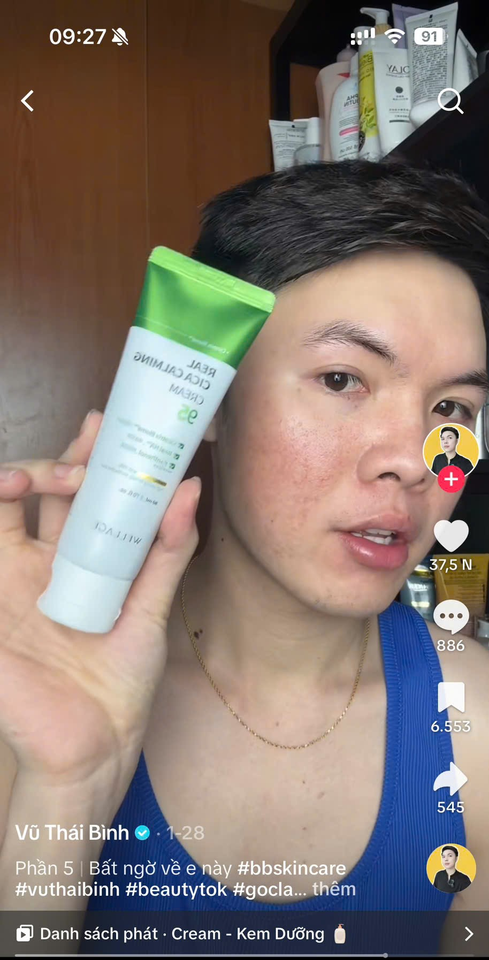 09:27
91
OLAY
REAL
CICA CALMING
CREAM
95
WELLAGE
37,5 N
886
6.553
545
Vũ Thái Bình · 1-28
Phần 5 | Bất ngờ về e này #bbskincare
#vuthaibinh #beautytok #gocla... thêm
Danh sách phát · Cream - Kem Dưỡng